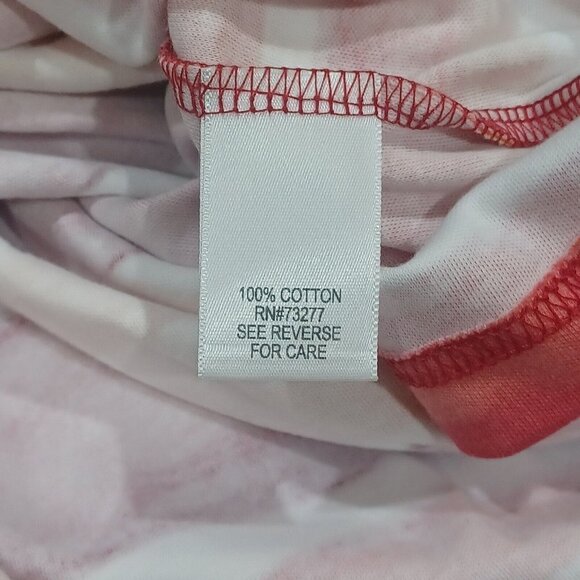 100% COTTON
RN#73277
SEE REVERSE
FOR CARE